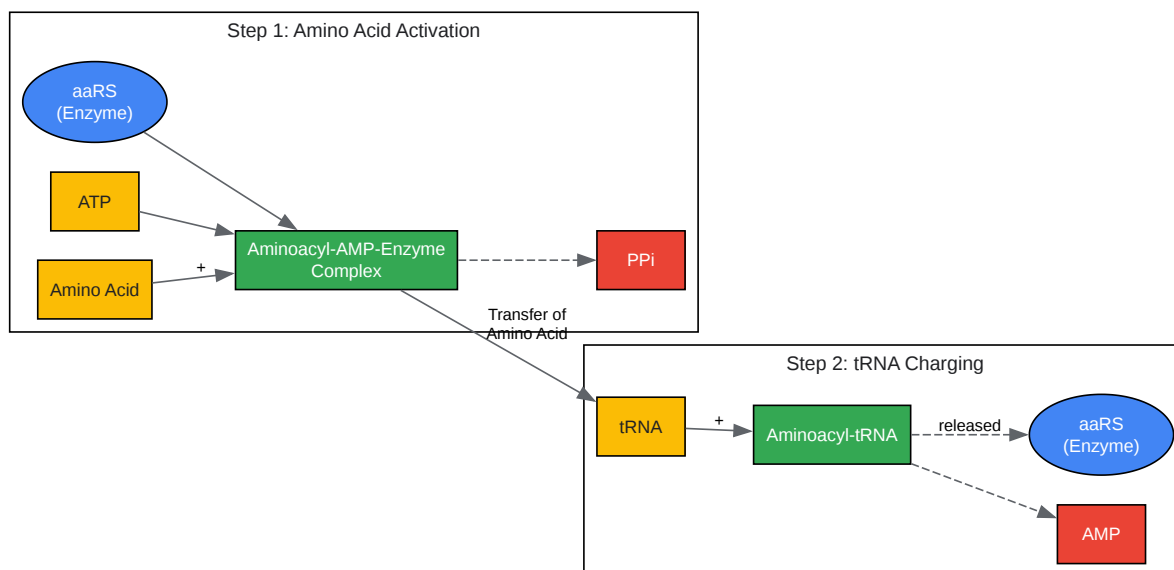 Step 1: Amino Acid Activation
aaRS
(Enzyme)
ATP
Amino Acid
+
Aminoacyl-AMP-Enzyme
Complex
PPi
Transfer of
Amino Acid
Step 2: tRNA Charging
tRNA
+
Aminoacyl-tRNA
released
aaRS
(Enzyme)
AMP